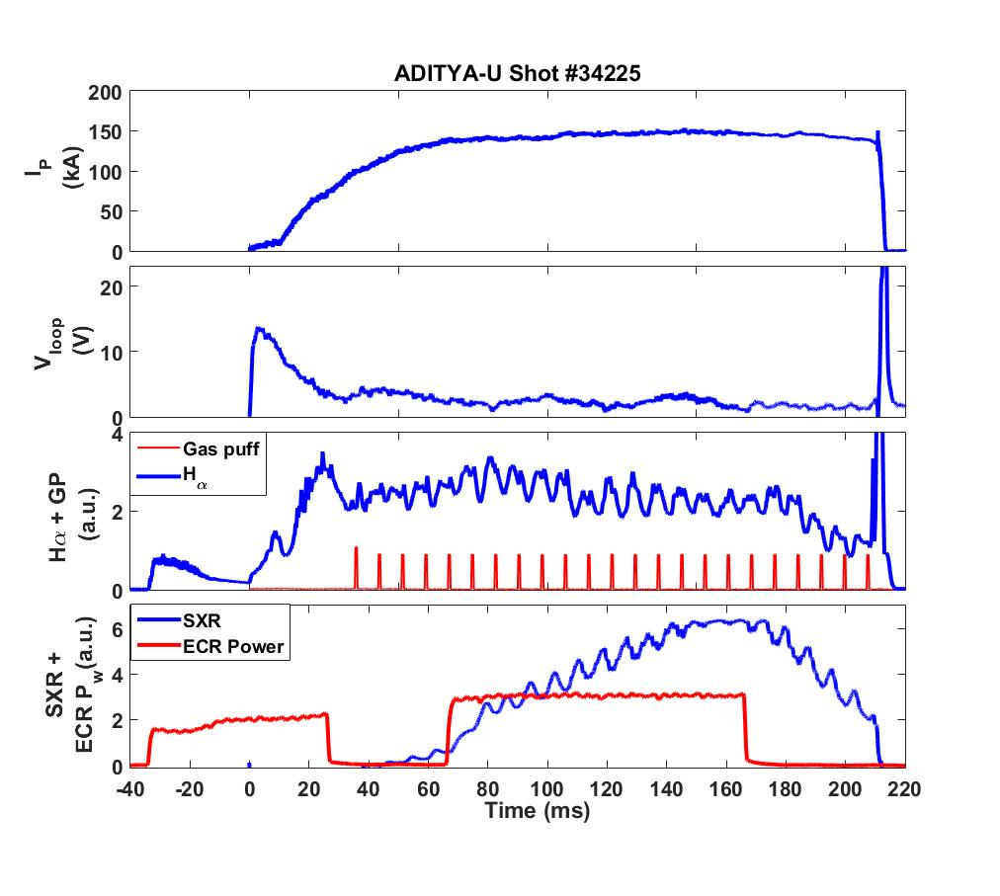 ADITYA-U Shot #34225
200
150
100
50
0
I_P
(kA)
20
10
0
V_loop
(V)
4
2
0
Hα + GP
(a.u.)
Gas puff
H_α
6
4
2
0
SXR +
ECR P_w(a.u.)
SXR
ECR Power
-40 -20 0 20 40 60 80 100 120 140 160 180 200 220
Time (ms)